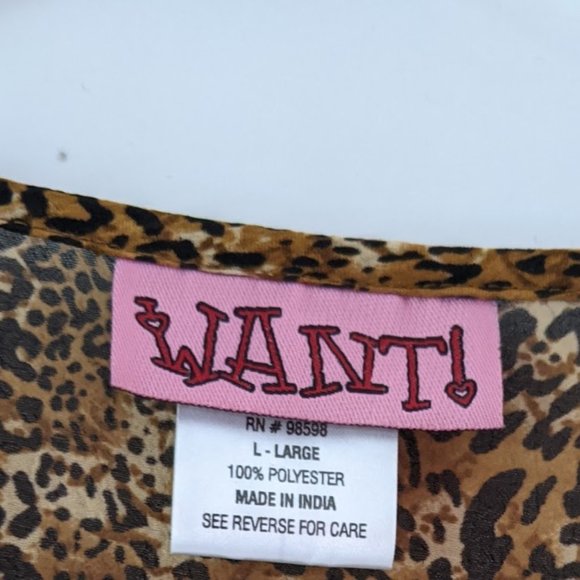 WANT!
RN # 98598
L - LARGE
100% POLYESTER
MADE IN INDIA
SEE REVERSE FOR CARE